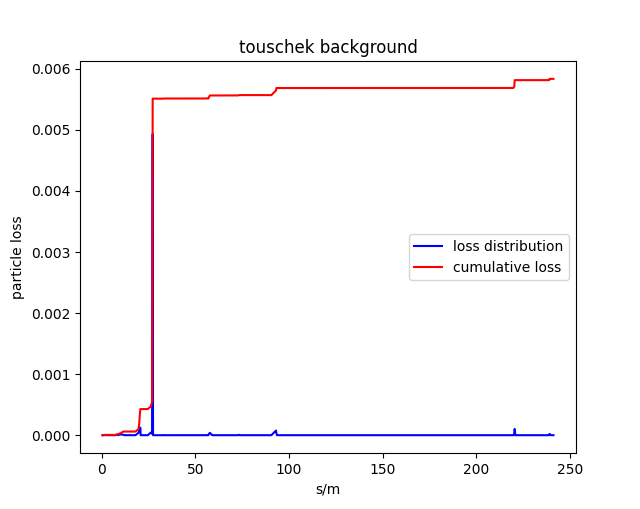 touschek background
0.006
0.005
0.004
0.003
0.002
0.001
0.000
particle loss
loss distribution
cumulative loss
0 50 100 150 200 250
s/m